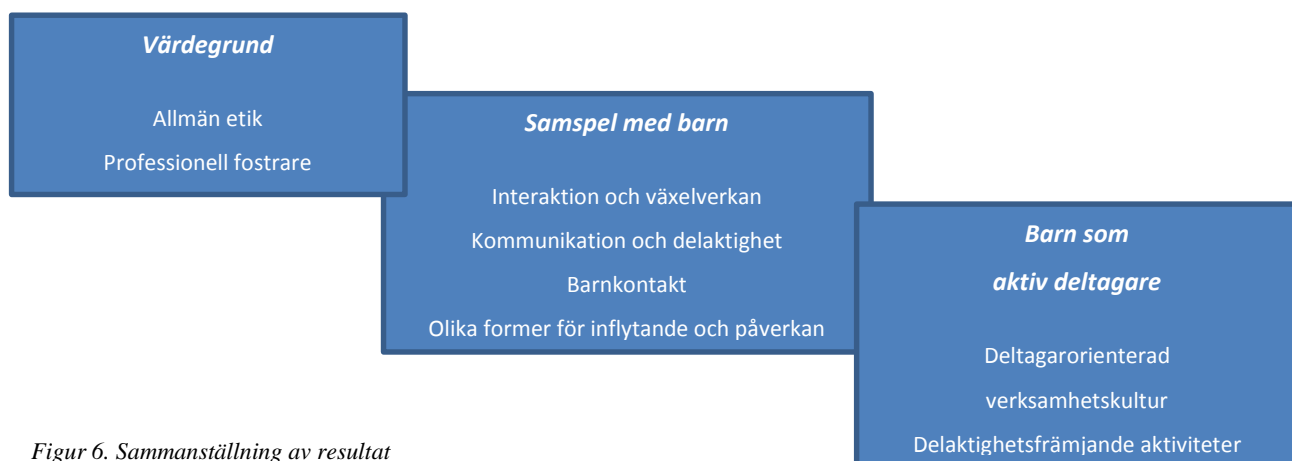 Värdegrund
Allmän etik
Professionell fostrare
Samspel med barn
Interaktion och växelverkan
Kommunikation och delaktighet
Barnkontakt
Olika former för inflytande och påverkan
Barn som
aktiv deltagare
Deltagarorienterad
verksamhetskultur
Delaktighetsfrämjande aktiviteter
Figur 6. Sammanställning av resultat